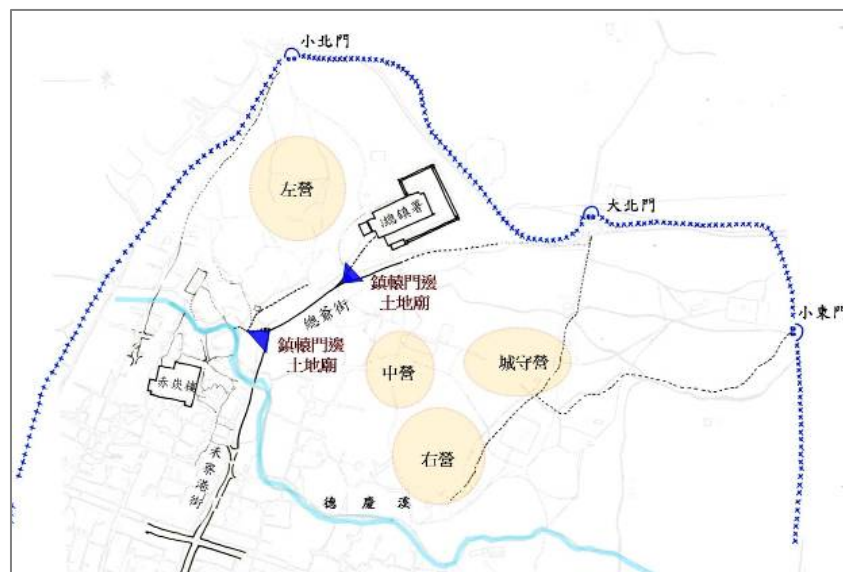 小北門
左營
總鎮署
大北門
鎮轅門邊
土地廟
總爺街
小東門
鎮轅門邊
土地廟
中營
城守營
赤崁樓
右營
禾寮港街
德慶溪